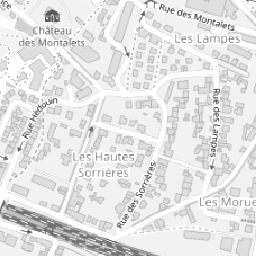 Rue des Montalets
Château
des Montalets
Les Lampes
Rue Hédouin
Rue des Lampes
Les Hautes
Sorrières
Rue des Sorrières
Les Morue